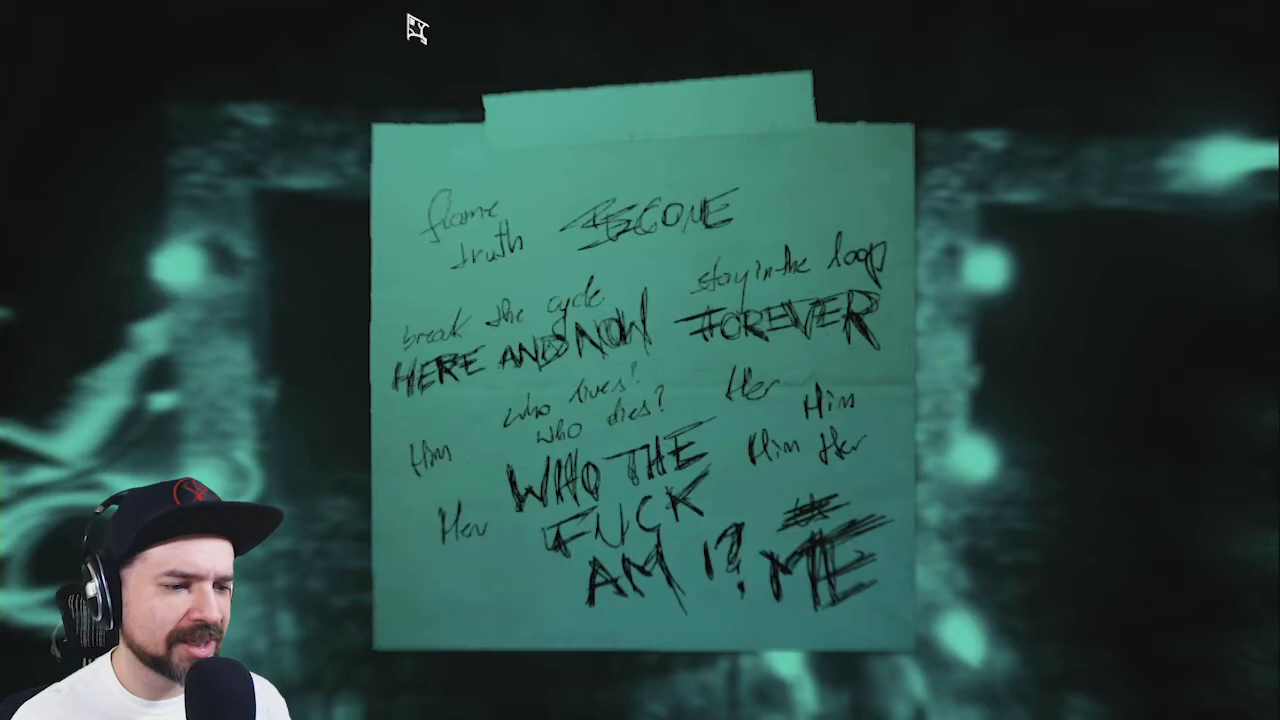 flame
truth
BECOME
break the cycle
HERE AND NOW
stay in the loop
FOREVER
who lives?
who dies?
Her
Him
Him
Him Her
Her
WHO THE
FUCK
AM I?
ME